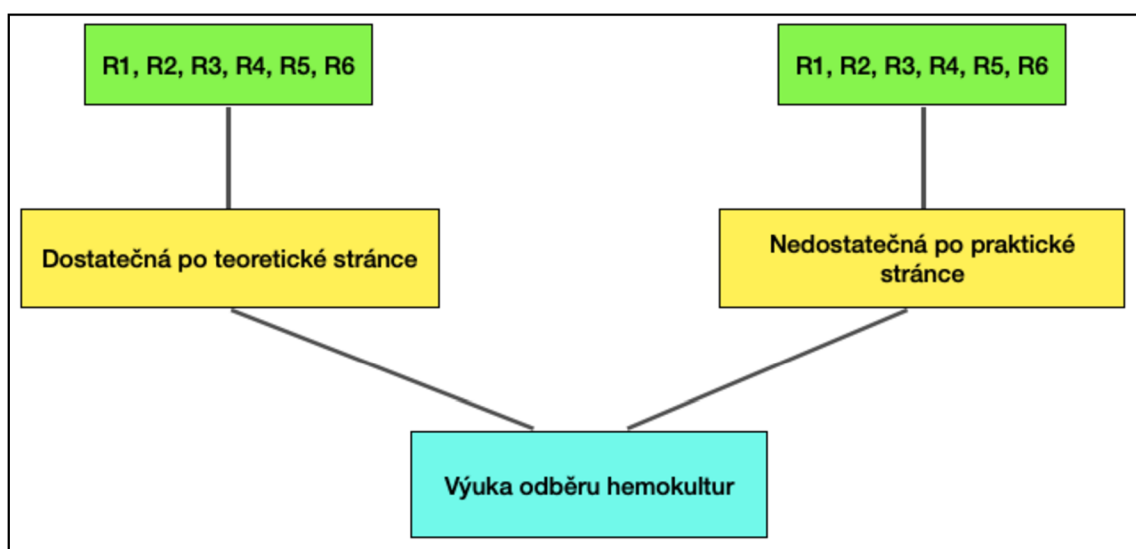 R1, R2, R3, R4, R5, R6
R1, R2, R3, R4, R5, R6
Dostatečná po teoretické stránce
Nedostatečná po praktické
stránce
Výuka odběru hemokultur